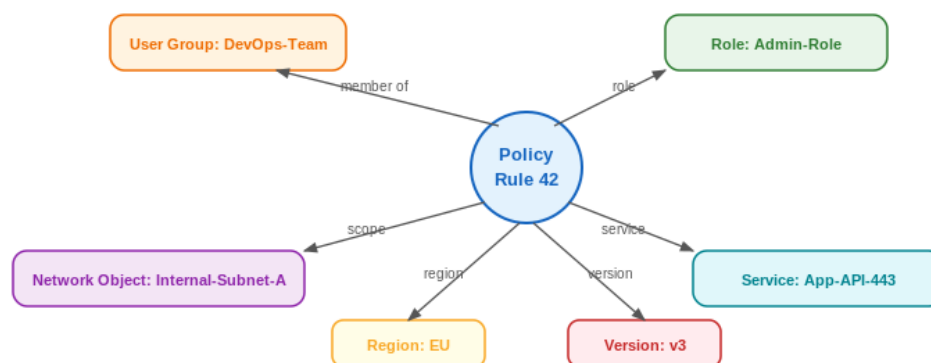 User Group: DevOps-Team
Role: Admin-Role
member of
role
Policy
Rule 42
scope
service
Network Object: Internal-Subnet-A
region
version
Service: App-API-443
Region: EU
Version: v3